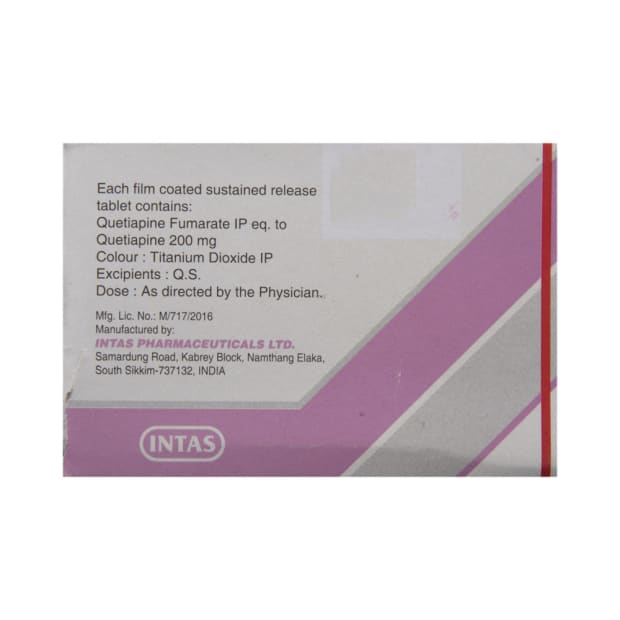 Each film coated sustained release
tablet contains:
Quetiapine Fumarate IP eq. to
Quetiapine 200 mg
Colour : Titanium Dioxide IP
Excipients : Q.S.
Dose : As directed by the Physician.
Mfg. Lic. No.: M/717/2016
Manufactured by:
INTAS PHARMACEUTICALS LTD.
Samardung Road, Kabrey Block, Namthang Elaka,
South Sikkim-737132, INDIA
INTAS